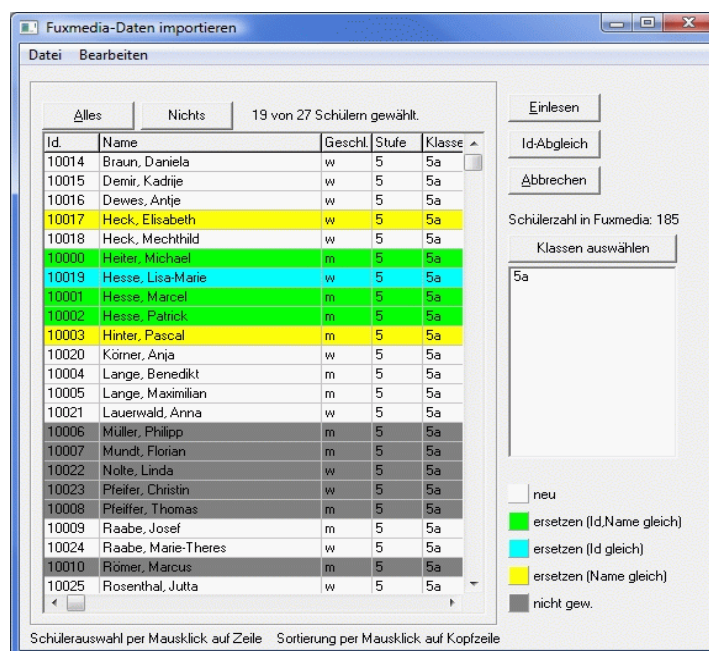 Fuxmedia-Daten importieren
Datei Bearbeiten
Alles Nichts 19 von 27 Schülern gewählt.
Id. Name Geschl. Stufe Klasse
10014 Braun, Daniela w 5 5a
10015 Demir, Kadrije w 5 5a
10016 Dewes, Antje w 5 5a
10017 Heck, Elisabeth w 5 5a
10018 Heck, Mechthild w 5 5a
10000 Heiter, Michael m 5 5a
10019 Hesse, Lisa-Marie w 5 5a
10001 Hesse, Marcel m 5 5a
10002 Hesse, Patrick m 5 5a
10003 Hinter, Pascal m 5 5a
10020 Körner, Anja w 5 5a
10004 Lange, Benedikt m 5 5a
10005 Lange, Maximilian m 5 5a
10021 Lauerwald, Anna w 5 5a
10006 Müller, Philipp m 5 5a
10007 Mundt, Florian m 5 5a
10022 Nolte, Linda w 5 5a
10023 Pfeifer, Christin w 5 5a
10008 Pfeiffer, Thomas m 5 5a
10009 Raabe, Josef m 5 5a
10024 Raabe, Marie-Theres w 5 5a
10010 Römer, Marcus m 5 5a
10025 Rosenthal, Jutta w 5 5a
Schülerauswahl per Mausklick auf Zeile Sortierung per Mausklick auf Kopfzeile
Einlesen
Id-Abgleich
Abbrechen
Schülerzahl in Fuxmedia: 185
Klassen auswählen
5a
neu
ersetzen (Id,Name gleich)
ersetzen (Id gleich)
ersetzen (Name gleich)
nicht gew.